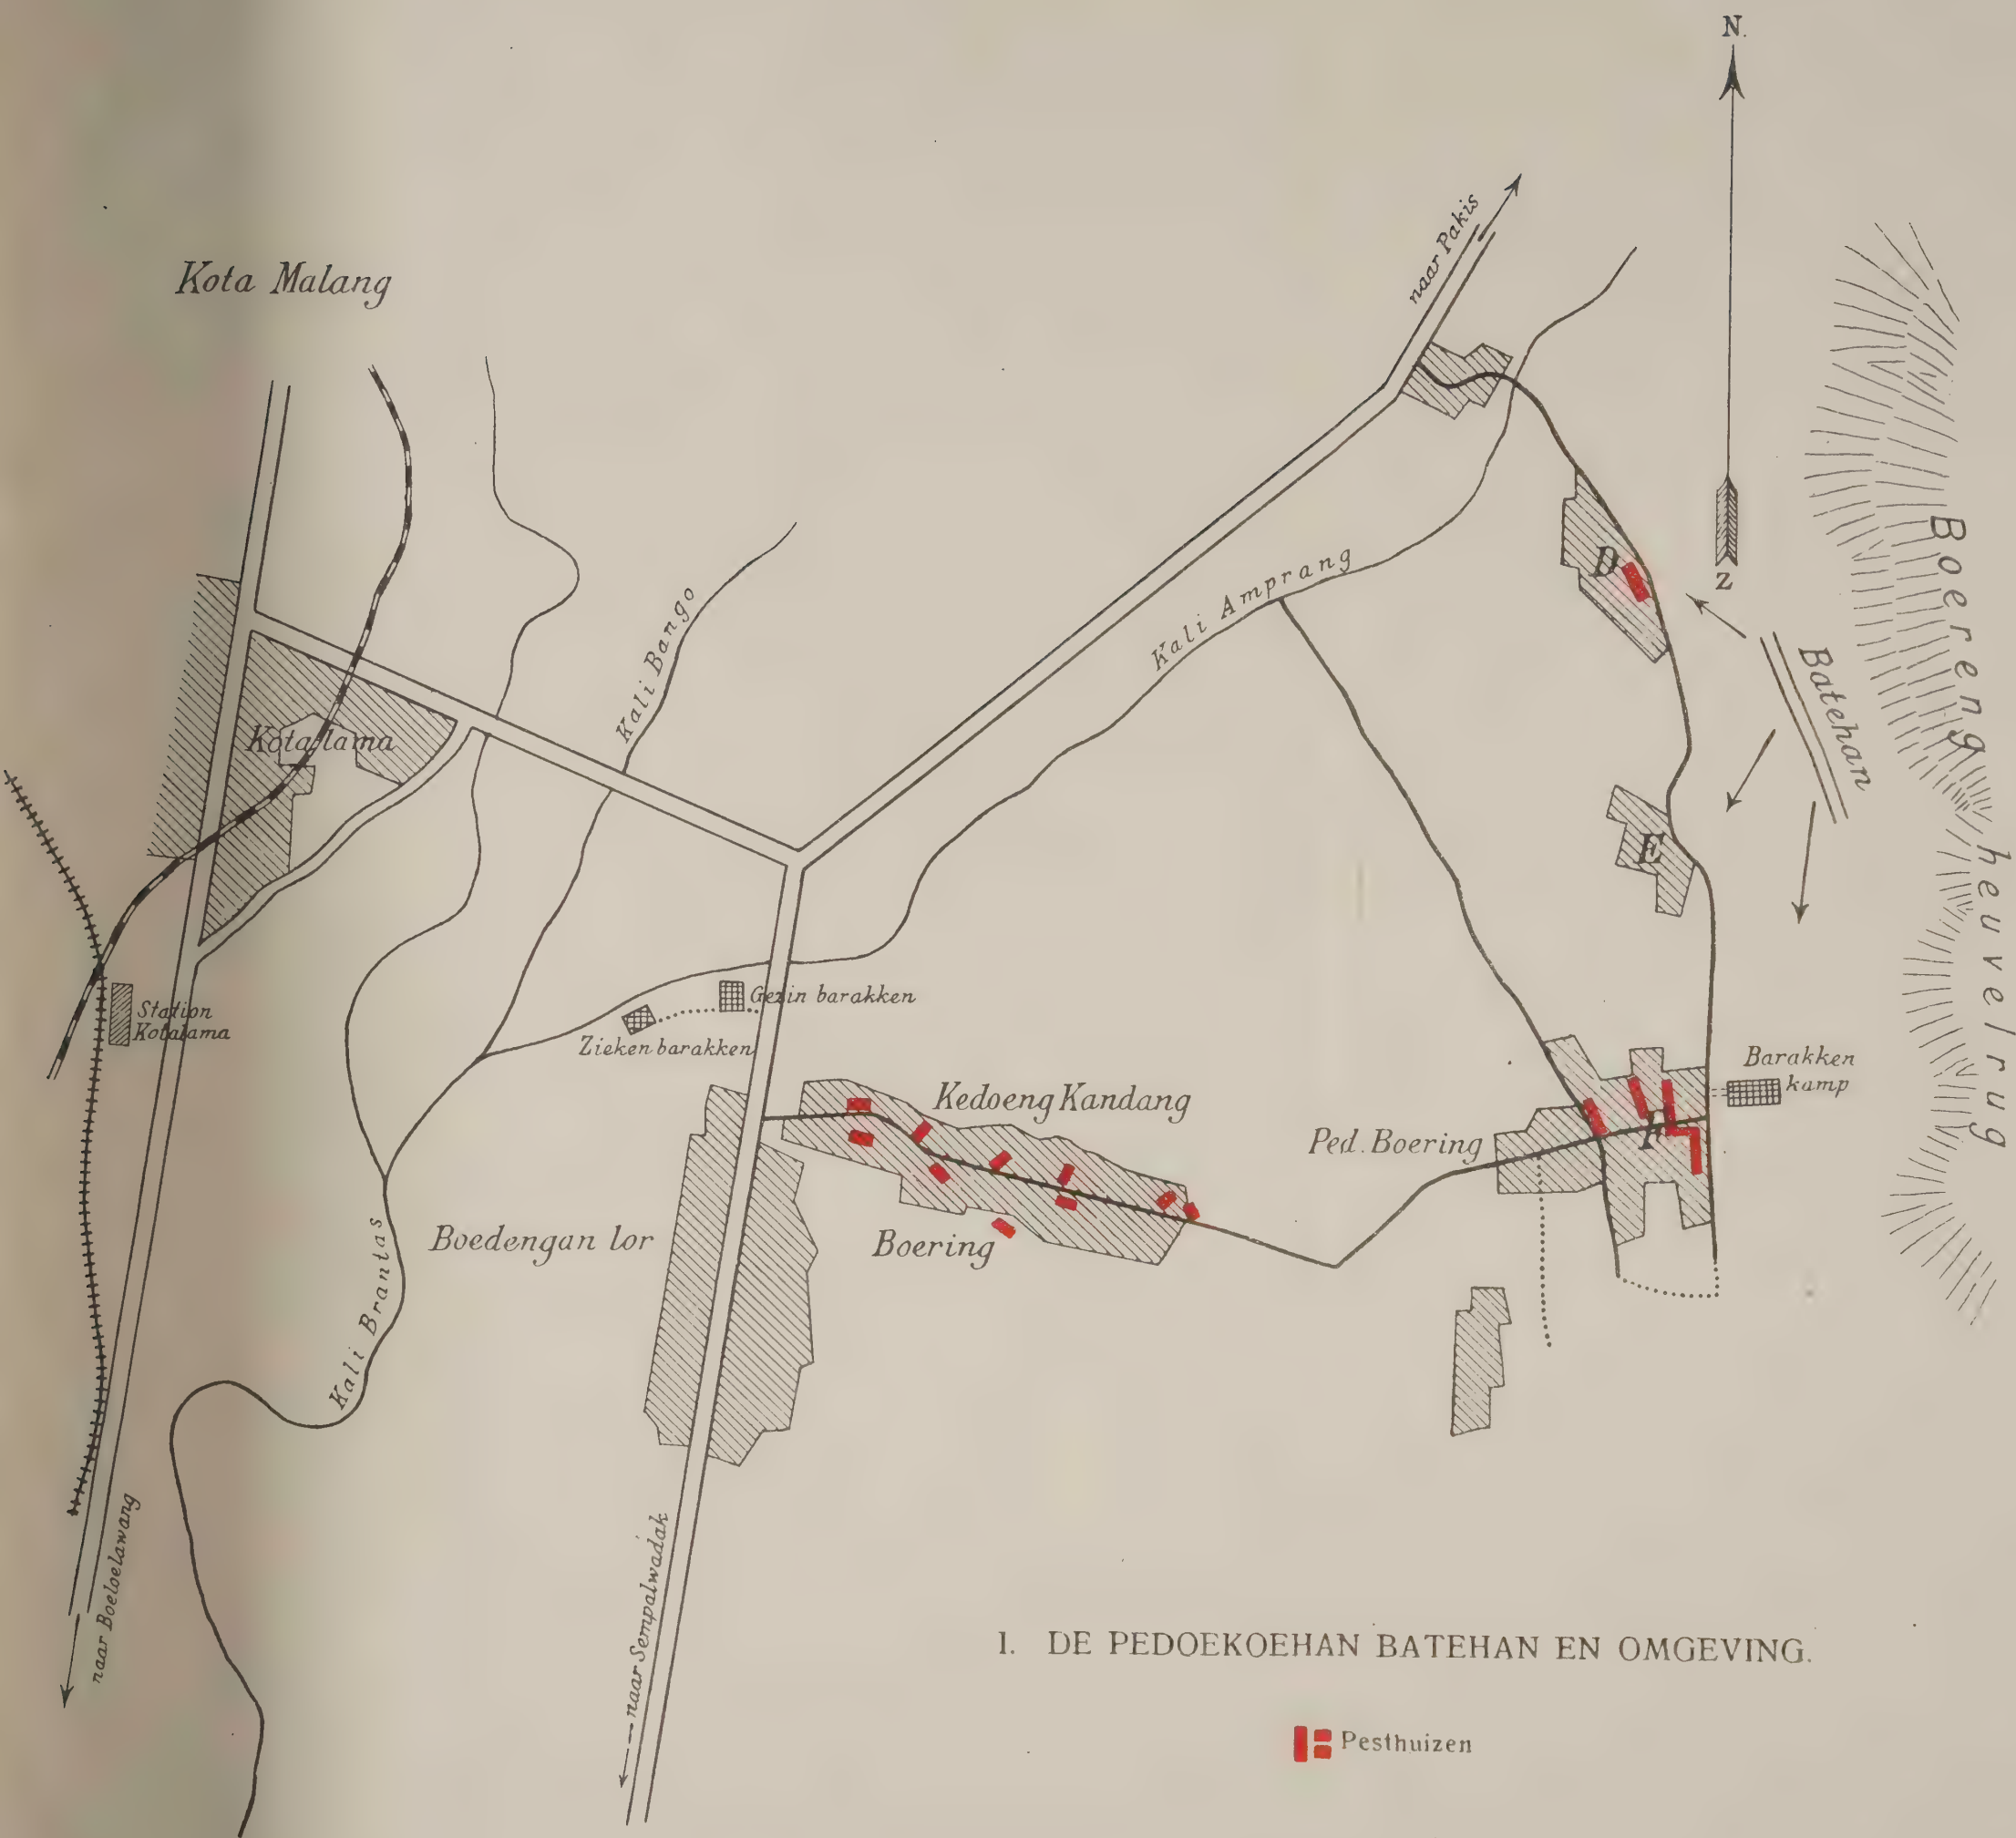 N.
naar Pakis
Kota Malang
Z
D
Boereng heuvelrug
Batehan
Kali Amprang
Kali Bango
Kota lama
E
Station
Kotalama
Gezin barakken
Zieken barakken
Barakken
kamp
Kedoeng Kandang
Ped. Boering
F
Boedengan lor
Boering
Kali Brantas
naar Boeloelawang
naar Sempalwadak
1. DE PEDOEKOEHAN BATEHAN EN OMGEVING.
Pesthuizen